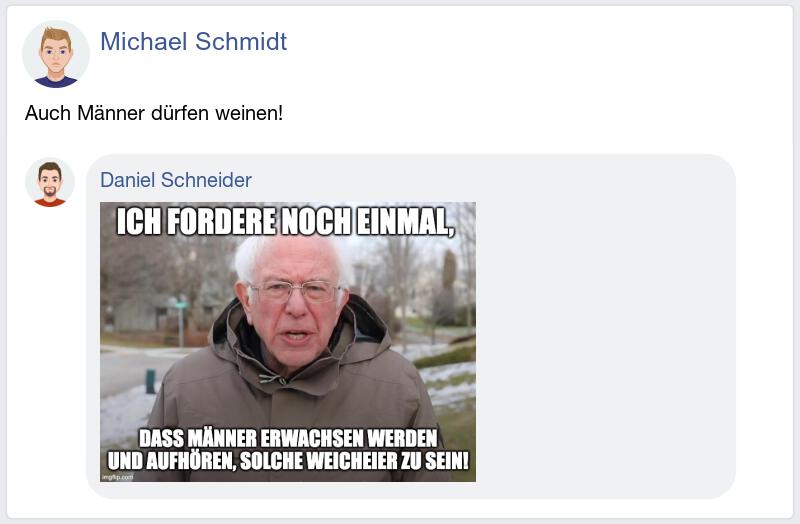 Michael Schmidt
Auch Männer dürfen weinen!
Daniel Schneider
ICH FORDERE NOCH EINMAL,
DASS MÄNNER ERWACHSEN WERDEN
UND AUFHÖREN, SOLCHE WEICHEIER ZU SEIN!
imgflip.com